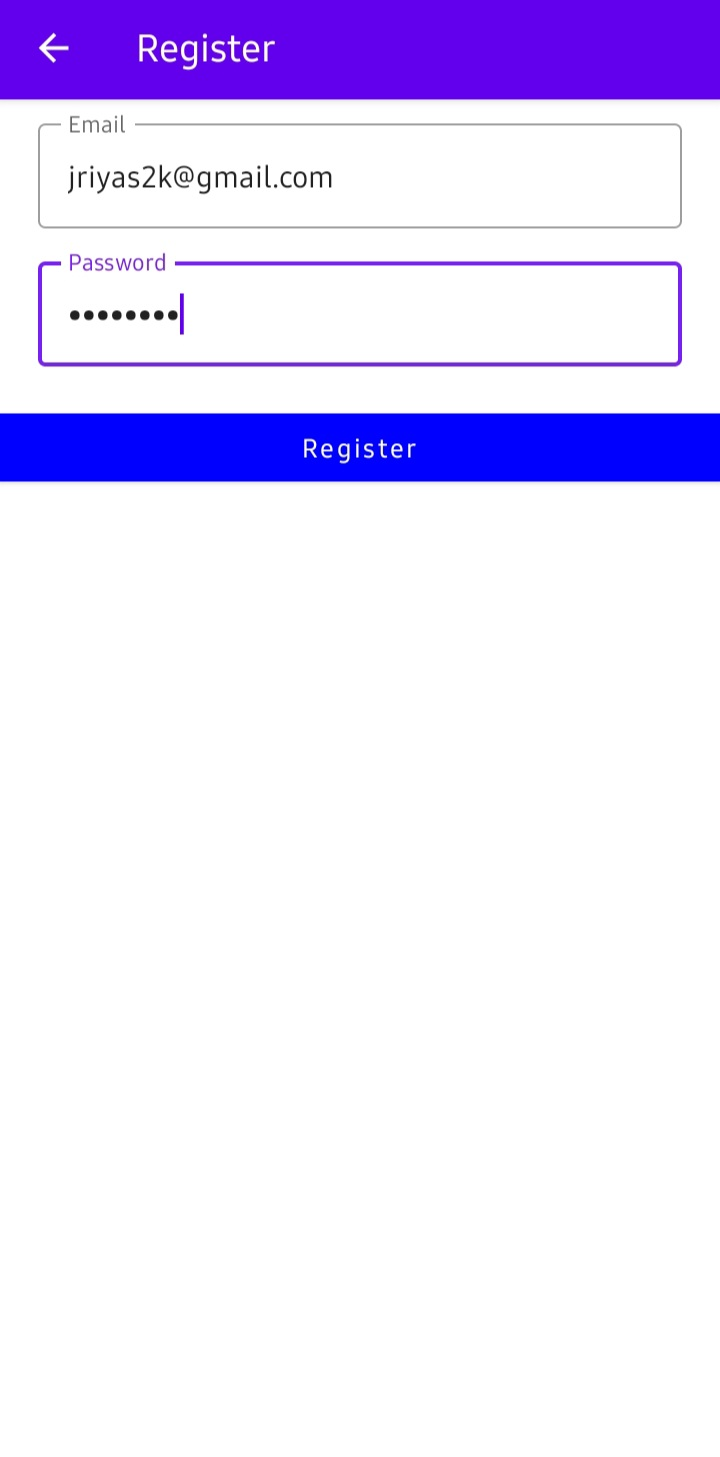 Register
Email
jriyas2k@gmail.com
Password
••••••••
Register